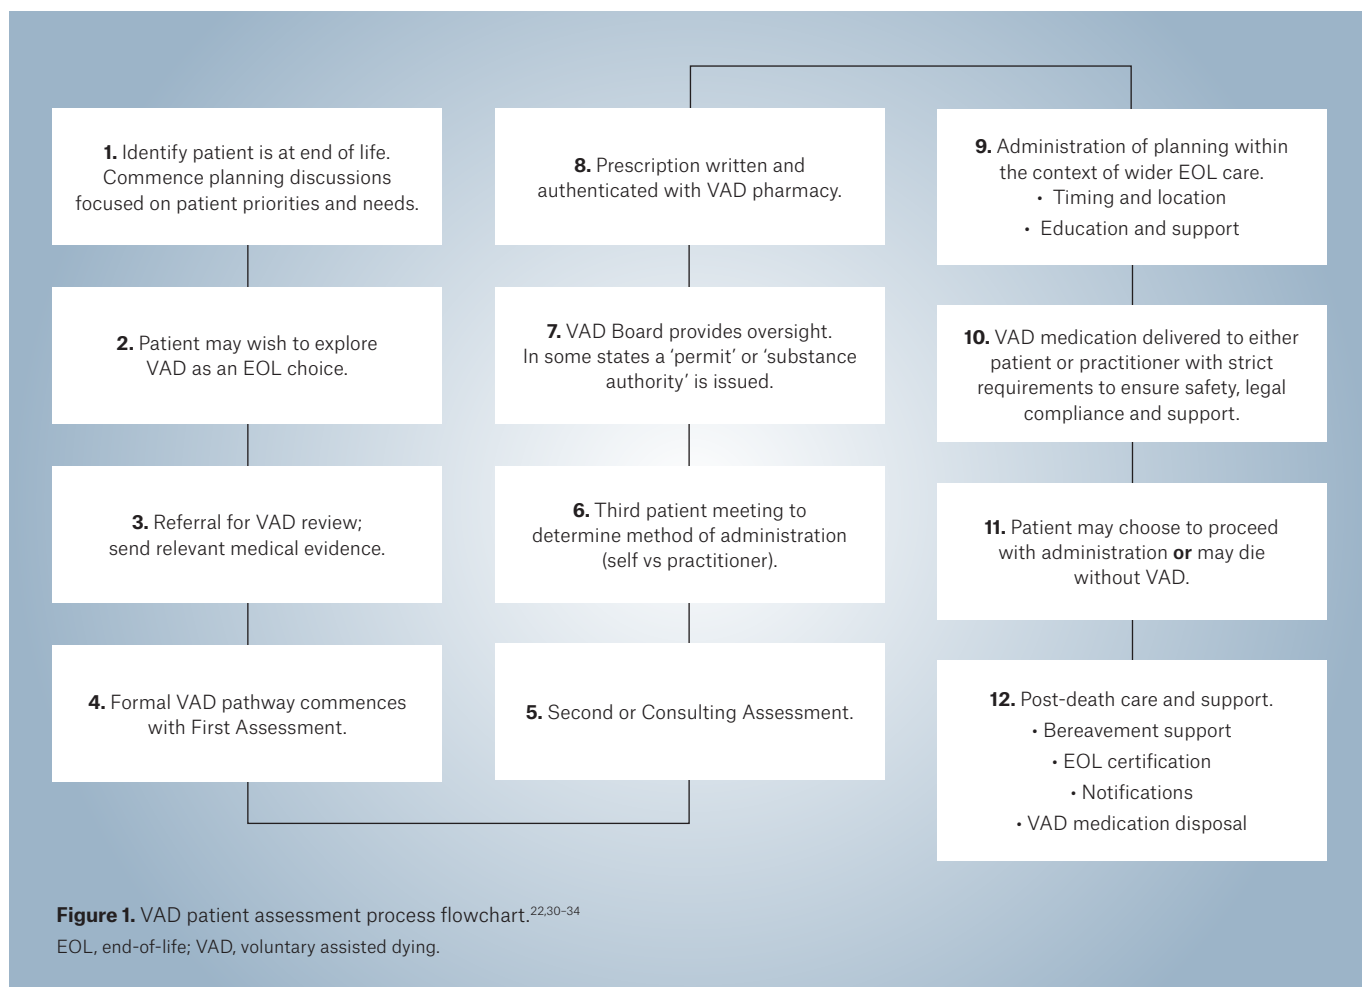 1. Identify patient is at end of life.
Commence planning discussions
focused on patient priorities and needs.
2. Patient may wish to explore
VAD as an EOL choice.
3. Referral for VAD review;
send relevant medical evidence.
4. Formal VAD pathway commences
with First Assessment.
5. Second or Consulting Assessment.
6. Third patient meeting to
determine method of administration
(self vs practitioner).
7. VAD Board provides oversight.
In some states a ‘permit’ or ‘substance
authority’ is issued.
8. Prescription written and
authenticated with VAD pharmacy.
9. Administration of planning within
the context of wider EOL care.
• Timing and location
• Education and support
10. VAD medication delivered to either
patient or practitioner with strict
requirements to ensure safety, legal
compliance and support.
11. Patient may choose to proceed
with administration or may die
without VAD.
12. Post-death care and support.
• Bereavement support
• EOL certification
• Notifications
• VAD medication disposal
Figure 1. VAD patient assessment process flowchart.22,30–34
EOL, end-of-life; VAD, voluntary assisted dying.